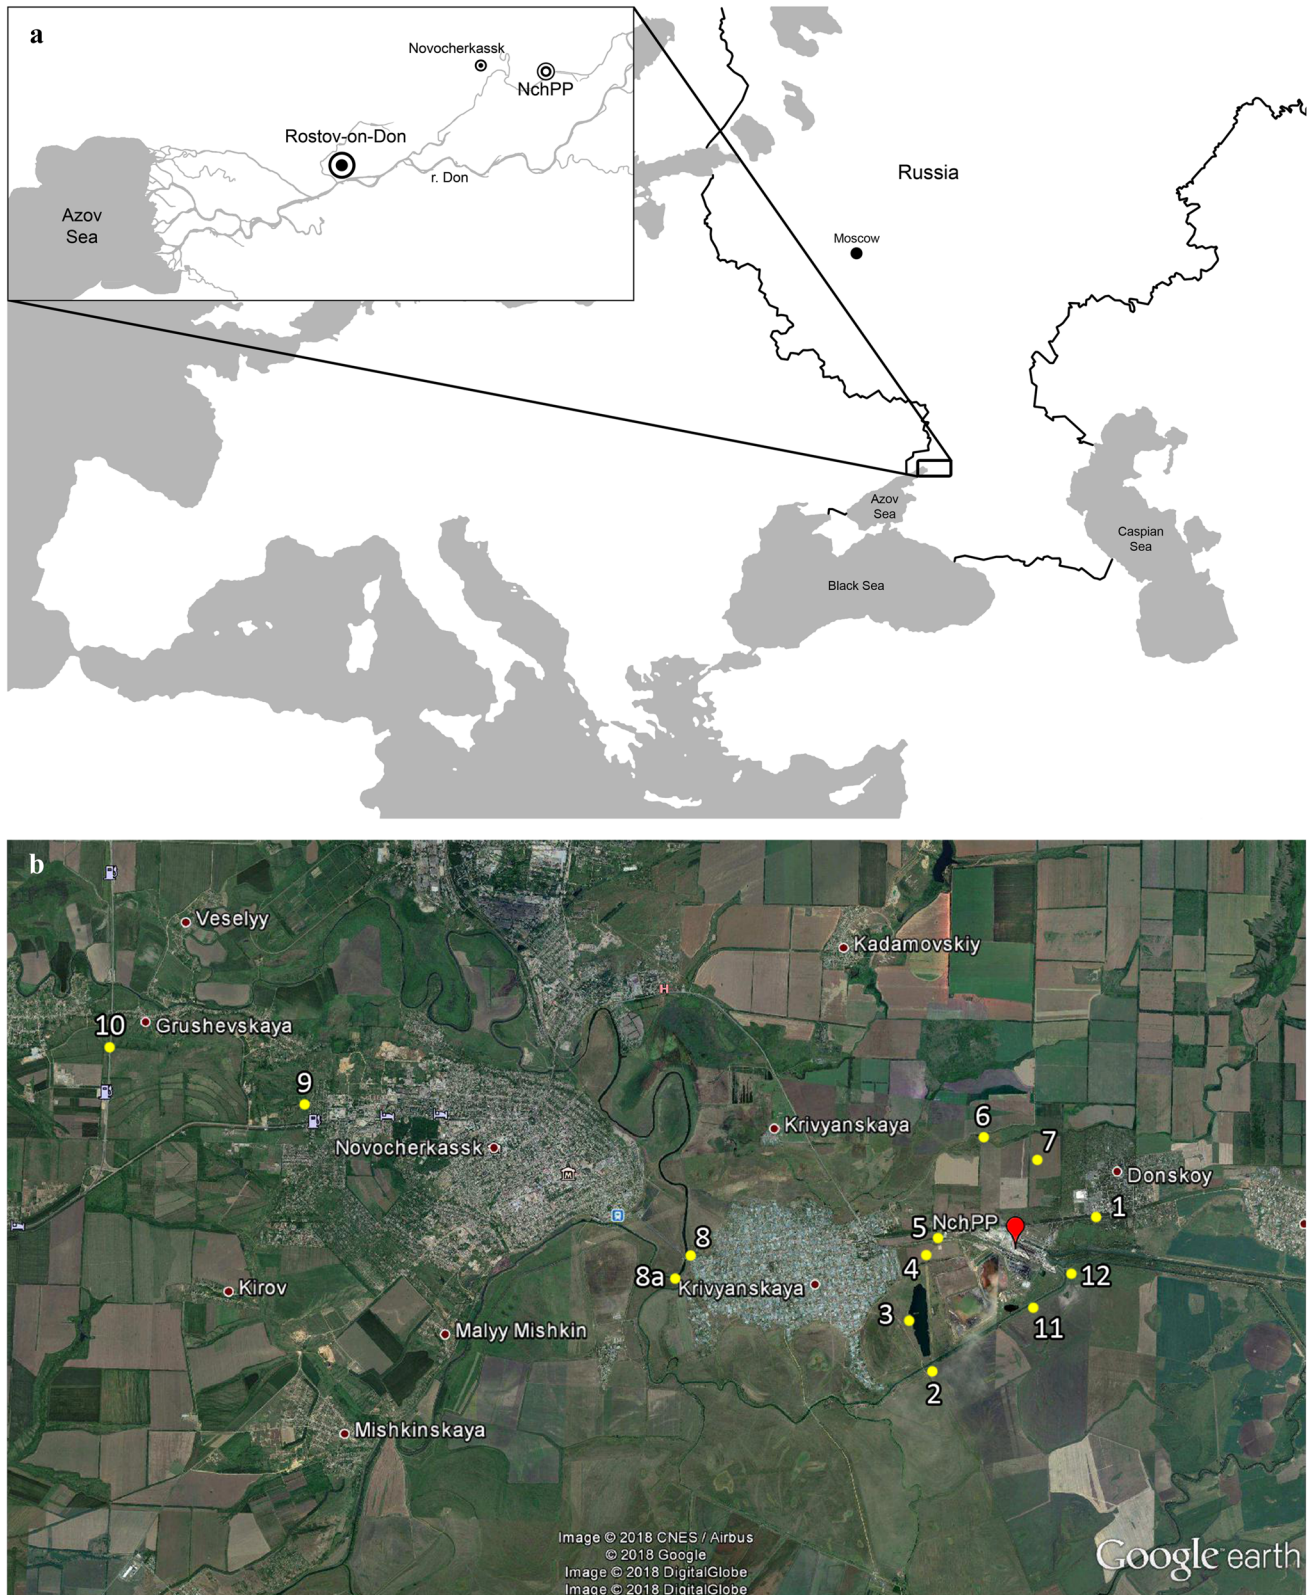 a
Novocherkassk
NchPP
Rostov-on-Don
r. Don
Azov
Sea
Russia
Moscow
Azov
Sea
Caspian
Sea
Black Sea
b
Veselyy
Kadamovskiy
H
10
Grushevskaya
9
Krivyanskaya
6
Novocherkassk
7
M
Donskoy
1
5
NchPP
8
4
8a
Krivyanskaya
12
Kirov
3
11
Malyy Mishkin
2
Mishkinskaya
Image © 2018 CNES / Airbus
© 2018 Google
Image © 2018 DigitalGlobe
Image © 2018 DigitalGlobe
Google earth